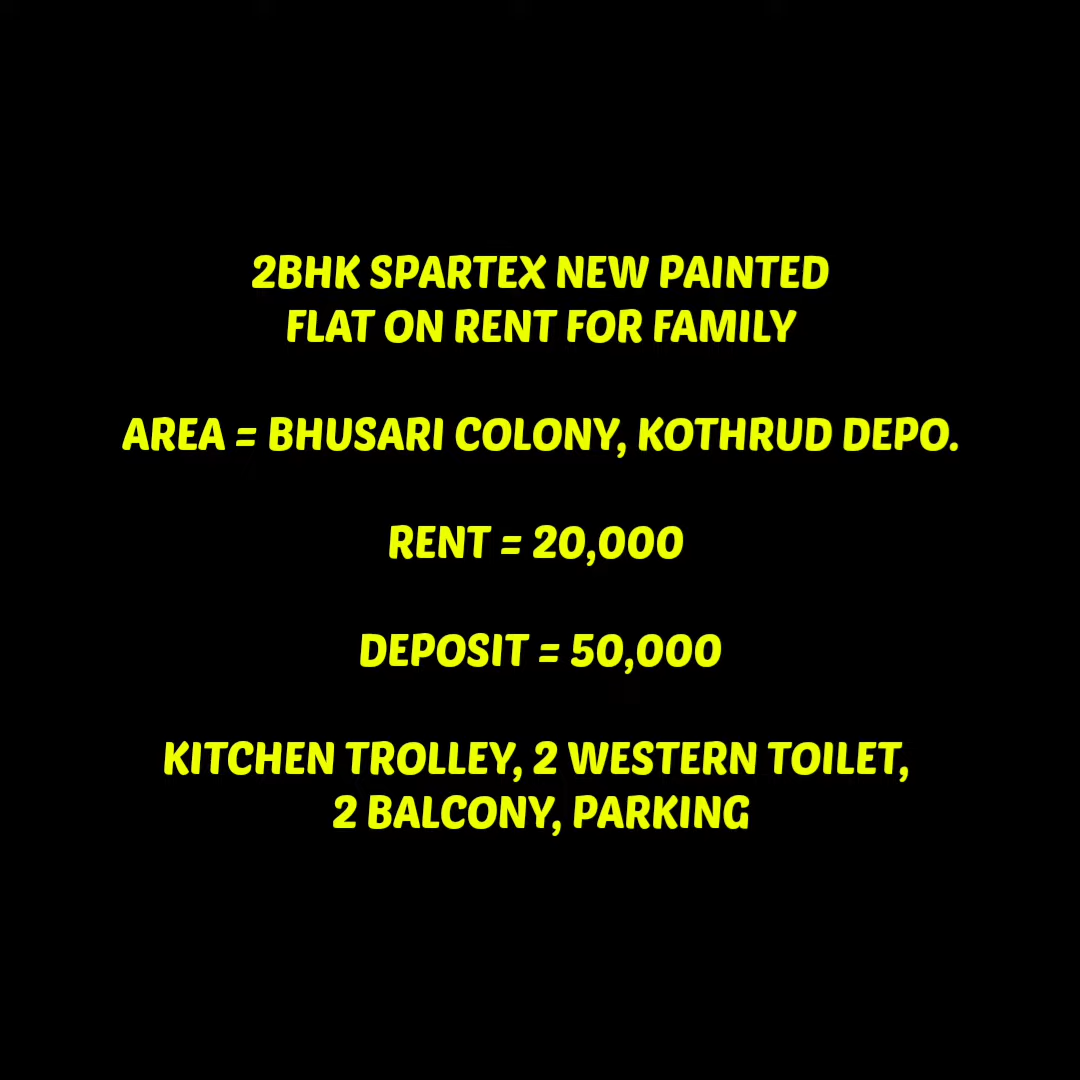 2BHK SPARTEX NEW PAINTED
FLAT ON RENT FOR FAMILY
AREA = BHUSARI COLONY, KOTHRUD DEPO.
RENT = 20,000
DEPOSIT = 50,000
KITCHEN TROLLEY, 2 WESTERN TOILET,
2 BALCONY, PARKING